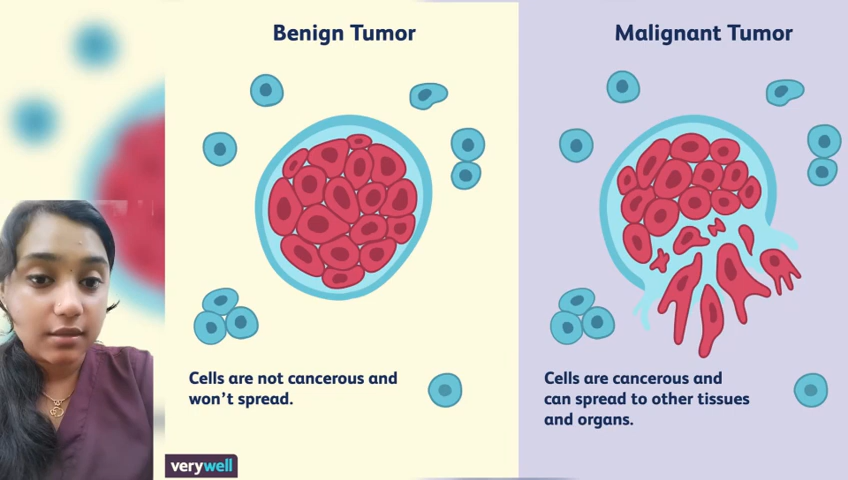 Benign Tumor
Cells are not cancerous and
won't spread.
verywell
Malignant Tumor
Cells are cancerous and
can spread to other tissues
and organs.